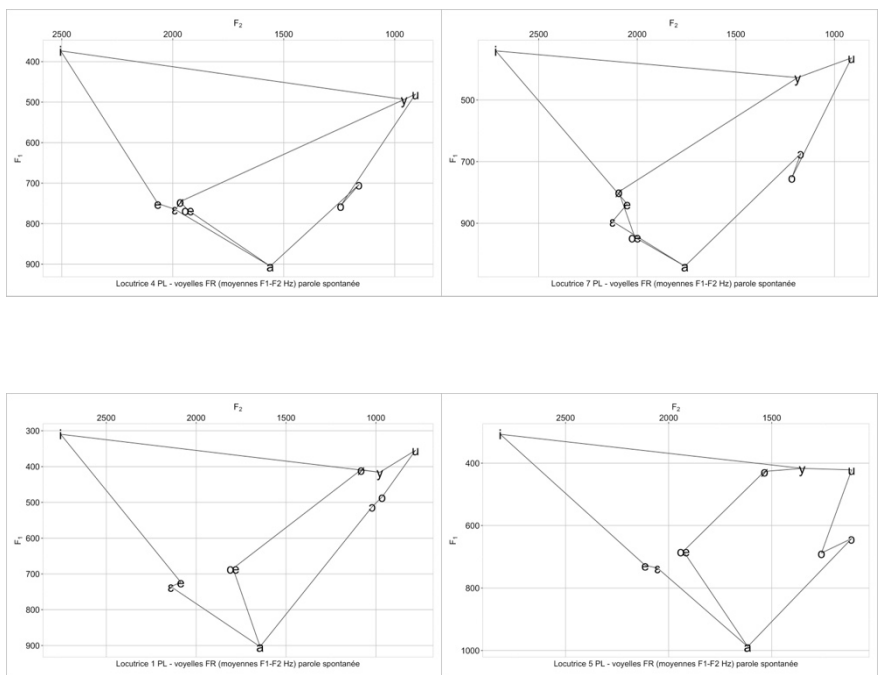 F2
2500 2000 1500 1000
i
400
500
600
700
800
900
F1
y u
e ø ɛ œ
ɔ
o
a
Locutrice 4 PL - voyelles FR (moyennes F1-F2 Hz) parole spontanée
F2
2500 2000 1500 1000
i
u
y
500
700
900
F1
ɔ
o
ø
e
ɛ
œ
a
Locutrice 7 PL - voyelles FR (moyennes F1-F2 Hz) parole spontanée
F2
2500 2000 1500 1000
300
400
500
600
700
800
900
F1
i
u
ø y
o
ɔ
œ
e
ɛ
a
Locutrice 1 PL - voyelles FR (moyennes F1-F2 Hz) parole spontanée
F2
2500 2000 1500
400
600
800
1000
F1
i
ø y u
ɔ
o
œ
e ɛ
a
Locutrice 5 PL - voyelles FR (moyennes F1-F2 Hz) parole spontanée